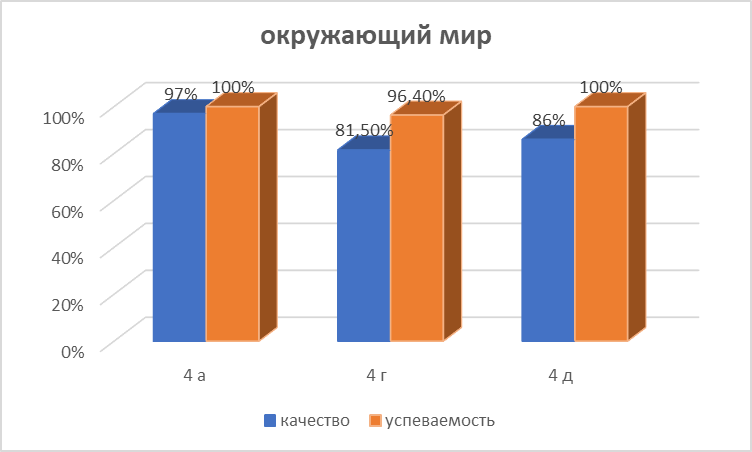 окружающий мир
97% 100% 81,50% 96,40% 86% 100%
100%
80%
60%
40%
20%
0%
4 а 4 г 4 д
качество успеваемость